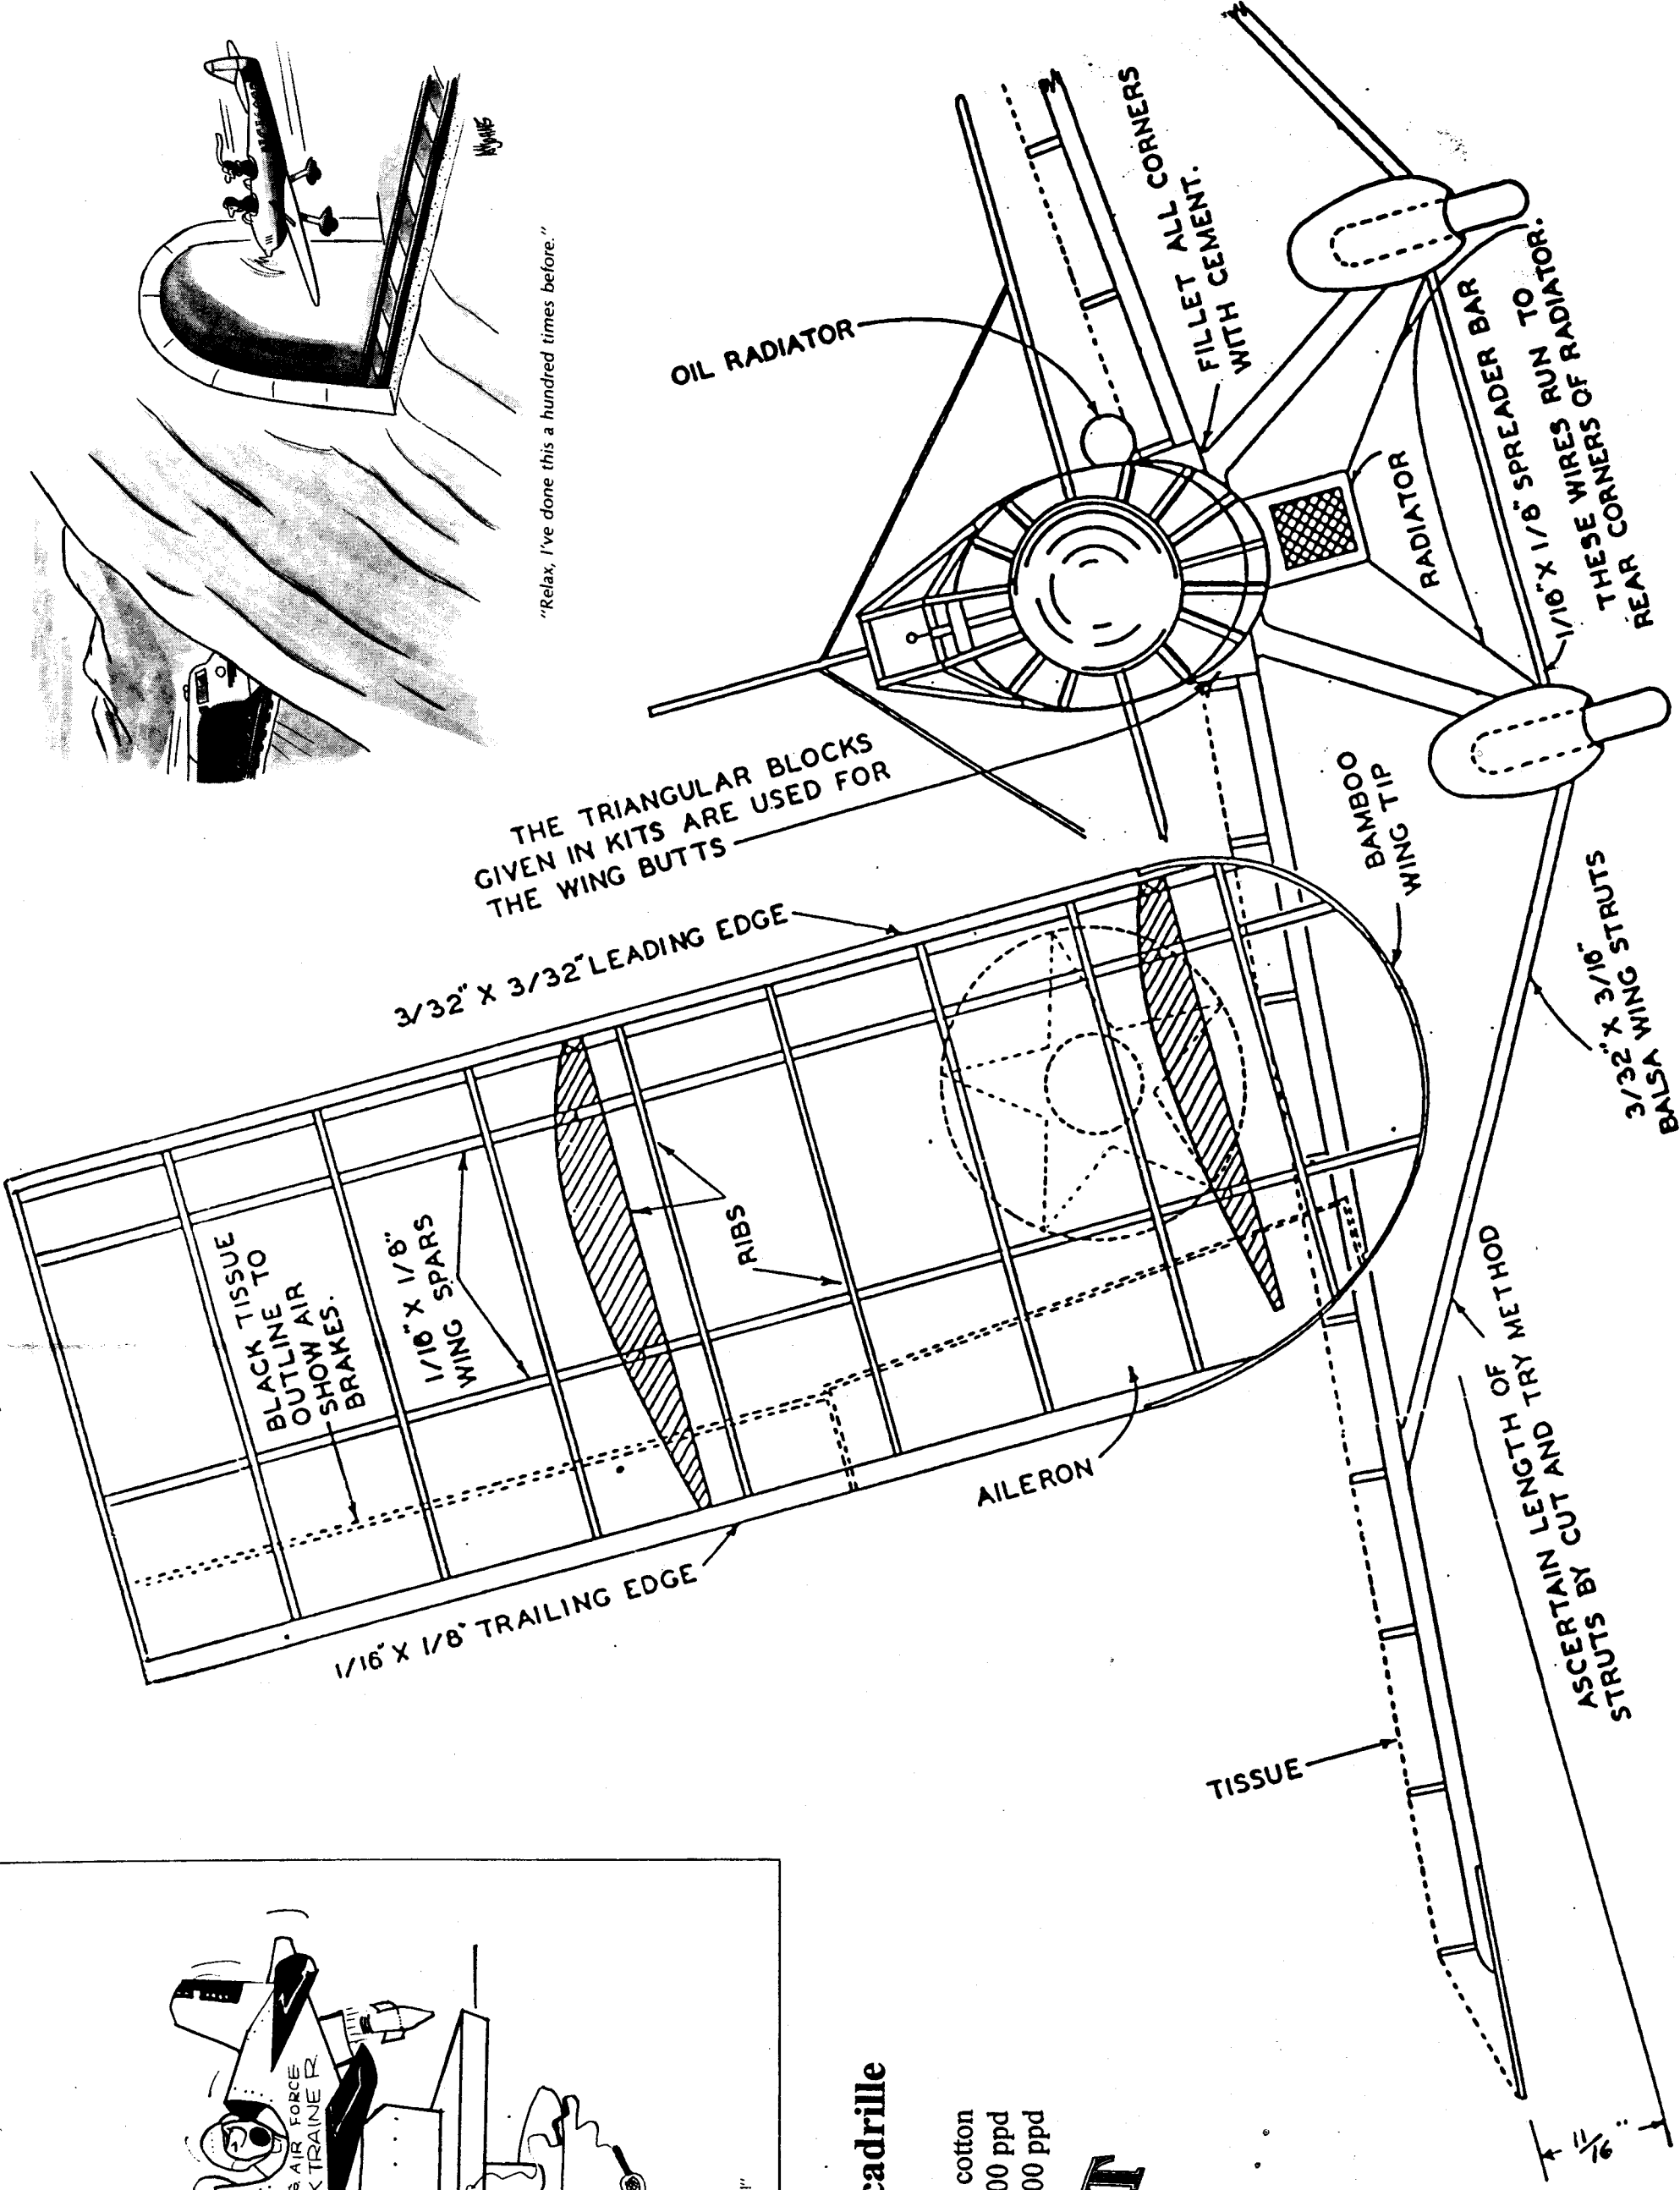 "Relax, I've done this a hundred times before."
OIL RADIATOR
FILLET ALL CORNERS
WITH CEMENT.
RADIATOR
1/16" X 1/8" SPREADER BAR
THESE WIRES RUN TO
REAR CORNERS OF RADIATOR.
THE TRIANGULAR BLOCKS
GIVEN IN KITS ARE USED FOR
THE WING BUTTS
3/32" X 3/32" LEADING EDGE
BAMBOO
WING TIP
3/32" X 3/16"
BALSA WING STRUTS
BLACK TISSUE
OUTLINE TO
SHOW AIR
BRAKES.
1/16" X 1/8"
WING SPARS
RIBS
AILERON
1/16" X 1/8" TRAILING EDGE
ASCERTAIN LENGTH OF
STRUTS BY CUT AND TRY METHOD
TISSUE
11/16"
AIR FORCE
TRAINER
cadrille
cotton
00 ppd
00 ppd
T